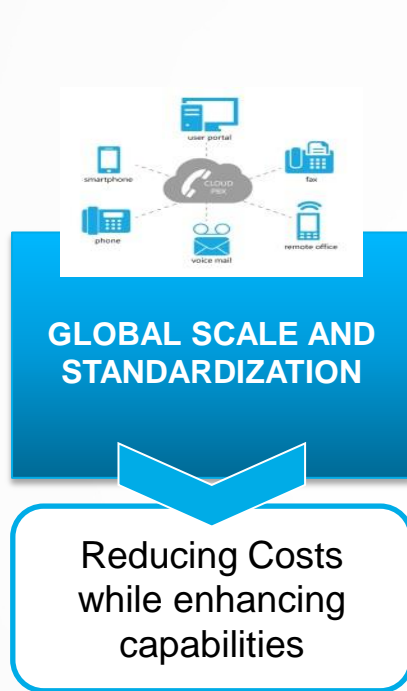 user portal
smartphone
CLOUD
PBX
fax
phone
voice mail
remote office
GLOBAL SCALE AND
STANDARDIZATION
Reducing Costs
while enhancing
capabilities